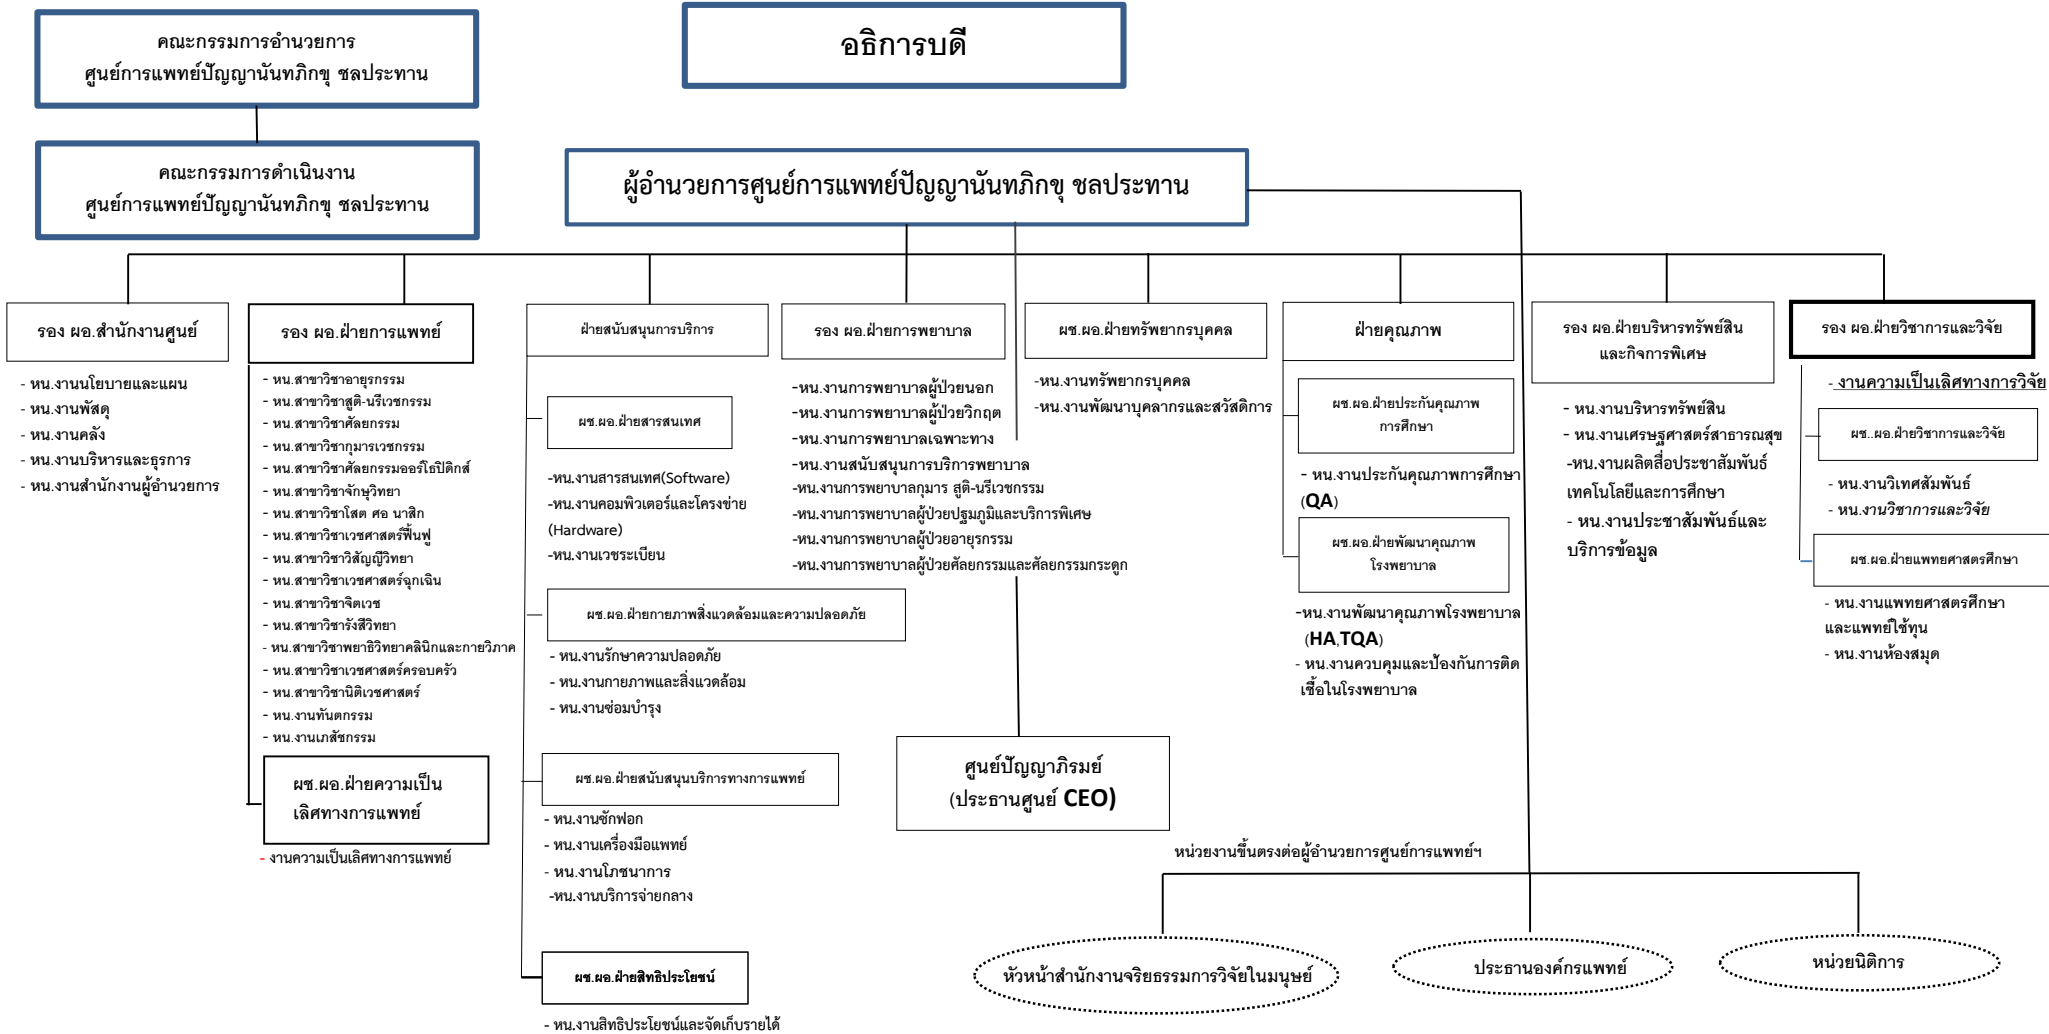 คณะกรรมการอำนวยการ
ศูนย์การแพทย์ปัญญานันทภิกขุ ชลประทาน
อธิการบดี
คณะกรรมการดำเนินงาน
ศูนย์การแพทย์ปัญญานันทภิกขุ ชลประทาน
ผู้อำนวยการศูนย์การแพทย์ปัญญานันทภิกขุ ชลประทาน
รอง ผอ.สำนักงานศูนย์
- หน.งานนโยบายและแผน
- หน.งานพัสดุ
- หน.งานคลัง
- หน.งานบริหารและธุรการ
- หน.งานสำนักงานผู้อำนวยการ
รอง ผอ.ฝ่ายการแพทย์
- หน.สาขาวิชาอายุรกรรม
- หน.สาขาวิชาสูติ-นรีเวชกรรม
- หน.สาขาวิชาศัลยกรรม
- หน.สาขาวิชากุมารเวชกรรม
- หน.สาขาวิชาศัลยกรรมออร์โธปิดิกส์
- หน.สาขาวิชาจักษุวิทยา
- หน.สาขาวิชาโสต ศอ นาสิก
- หน.สาขาวิชาเวชศาสตร์ฟื้นฟู
- หน.สาขาวิชาวิสัญญีวิทยา
- หน.สาขาวิชาเวชศาสตร์ฉุกเฉิน
- หน.สาขาวิชาจิตเวช
- หน.สาขาวิชารังสีวิทยา
- หน.สาขาวิชาพยาธิวิทยาคลินิกและกายวิภาค
- หน.สาขาวิชาเวชศาสตร์ครอบครัว
- หน.สาขาวิชานิติเวชศาสตร์
- หน.งานทันตกรรม
- หน.งานเภสัชกรรม
ผช.ผอ.ฝ่ายความเป็น
เลิศทางการแพทย์
- งานความเป็นเลิศทางการแพทย์
ฝ่ายสนับสนุนการบริการ
ผช.ผอ.ฝ่ายสารสนเทศ
-หน.งานสารสนเทศ(Software)
-หน.งานคอมพิวเตอร์และโครงข่าย
(Hardware)
-หน.งานเวชระเบียน
ผช.ผอ.ฝ่ายกายภาพสิ่งแวดล้อมและความปลอดภัย
- หน.งานรักษาความปลอดภัย
- หน.งานกายภาพและสิ่งแวดล้อม
- หน.งานซ่อมบำรุง
ผช.ผอ.ฝ่ายสนับสนุนบริการทางการแพทย์
- หน.งานซักฟอก
- หน.งานเครื่องมือแพทย์
- หน.งานโภชนาการ
-หน.งานบริการจ่ายกลาง
ผช.ผอ.ฝ่ายสิทธิประโยชน์
- หน.งานสิทธิประโยชน์และจัดเก็บรายได้
รอง ผอ.ฝ่ายการพยาบาล
-หน.งานการพยาบาลผู้ป่วยนอก
-หน.งานการพยาบาลผู้ป่วยวิกฤต
-หน.งานการพยาบาลเฉพาะทาง
-หน.งานสนับสนุนการบริการพยาบาล
-หน.งานการพยาบาลกุมาร สูติ-นรีเวชกรรม
-หน.งานการพยาบาลผู้ป่วยปฐมภูมิและบริการพิเศษ
-หน.งานการพยาบาลผู้ป่วยอายุรกรรม
-หน.งานการพยาบาลผู้ป่วยศัลยกรรมและศัลยกรรมกระดูก
ศูนย์ปัญญาภิรมย์
(ประธานศูนย์ CEO)
ผช.ผอ.ฝ่ายทรัพยากรบุคคล
-หน.งานทรัพยากรบุคคล
-หน.งานพัฒนาบุคลากรและสวัสดิการ
ฝ่ายคุณภาพ
ผช.ผอ.ฝ่ายประกันคุณภาพ
การศึกษา
- หน.งานประกันคุณภาพการศึกษา
(QA)
ผช.ผอ.ฝ่ายพัฒนาคุณภาพ
โรงพยาบาล
-หน.งานพัฒนาคุณภาพโรงพยาบาล
(HA,TQA)
- หน.งานควบคุมและป้องกันการติด
เชื้อในโรงพยาบาล
รอง ผอ.ฝ่ายบริหารทรัพย์สิน
และกิจการพิเศษ
- หน.งานบริหารทรัพย์สิน
- หน.งานเศรษฐศาสตร์สาธารณสุข
-หน.งานผลิตสื่อประชาสัมพันธ์
เทคโนโลยีและการศึกษา
- หน.งานประชาสัมพันธ์และ
บริการข้อมูล
รอง ผอ.ฝ่ายวิชาการและวิจัย
- งานความเป็นเลิศทางการวิจัย
ผช..ผอ.ฝ่ายวิชาการและวิจัย
- หน.งานวิเทศสัมพันธ์
- หน.งานวิชาการและวิจัย
ผช.ผอ.ฝ่ายแพทยศาสตรศึกษา
- หน.งานแพทยศาสตรศึกษา
และแพทย์ใช้ทุน
- หน.งานห้องสมุด
หน่วยงานขึ้นตรงต่อผู้อำนวยการศูนย์การแพทย์ฯ
หัวหน้าสำนักงานจริยธรรมการวิจัยในมนุษย์
ประธานองค์กรแพทย์
หน่วยนิติการ